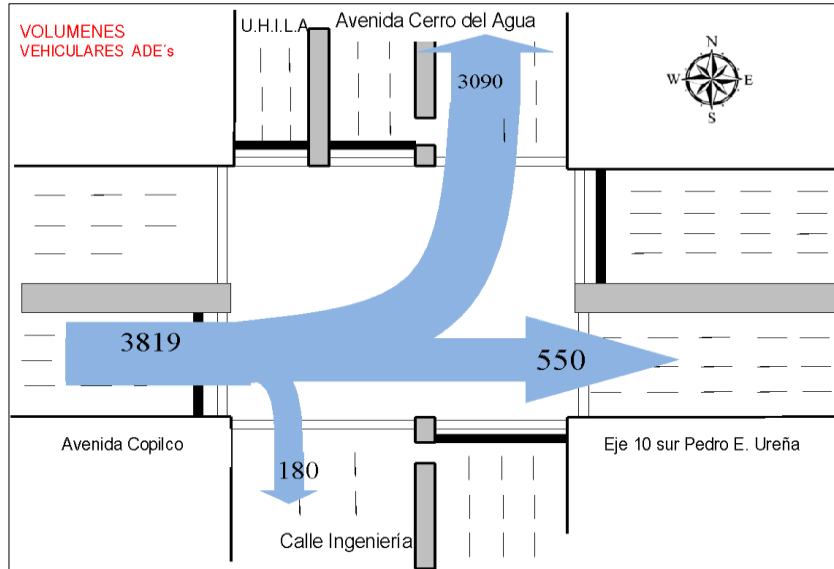 VOLUMENES
VEHICULARES ADE's
U.H.I.L.A
Avenida Cerro del Agua
3090
N
W E
S
3819
550
Avenida Copilco
Eje 10 sur Pedro E. Ureña
180
Calle Ingeniería